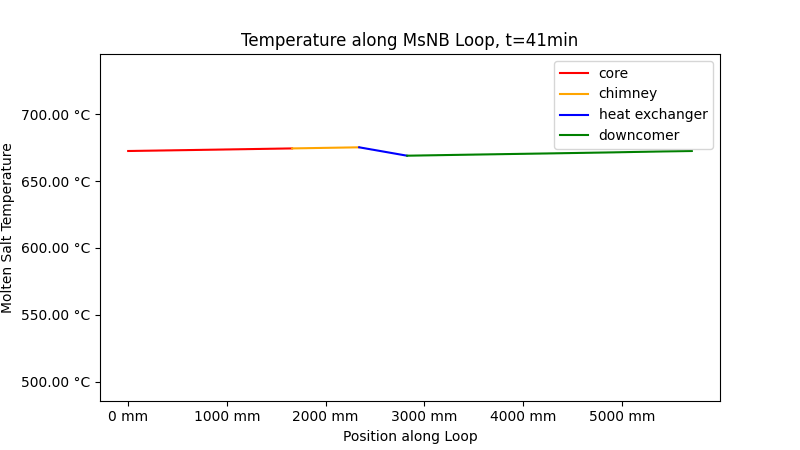 Temperature along MsNB Loop, t=41min
core
chimney
heat exchanger
downcomer
700.00 °C
650.00 °C
600.00 °C
550.00 °C
500.00 °C
Molten Salt Temperature
0 mm
1000 mm
2000 mm
3000 mm
4000 mm
5000 mm
Position along Loop